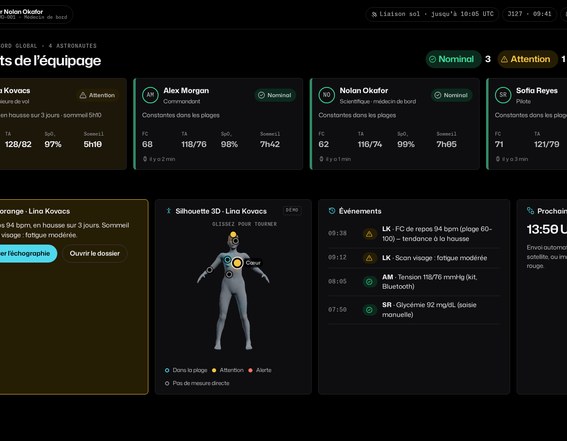 Nolan Okafor
MD-001 · Médecin de bord
Liaison sol · jusqu'à 10:05 UTC
J127 · 09:41
BORD GLOBAL · 4 ASTRONAUTES
ts de l'équipage
Nominal 3 Attention 1
Kovacs
ieure de vol
Attention
en hausse sur 3 jours · sommeil 5h10
TA SpO₂ Sommeil
128/82 97% 5h10
AM
Alex Morgan
Commandant
Nominal
Constantes dans les plages
FC TA SpO₂ Sommeil
68 118/76 98% 7h42
il y a 2 min
NO
Nolan Okafor
Scientifique · médecin de bord
Nominal
Constantes dans les plages
FC TA SpO₂ Sommeil
62 116/74 99% 7h05
il y a 1 min
SR
Sofia Reyes
Pilote
Constantes dans les plages
FC TA
71 121/79
il y a 3 min
orange · Lina Kovacs
s 94 bpm, en hausse sur 3 jours. Sommeil
visage : fatigue modérée.
er l'échographie
Ouvrir le dossier
Silhouette 3D · Lina Kovacs
DÉMO
GLISSEZ POUR TOURNER
Cœur
Dans la plage Attention Alerte
Pas de mesure directe
Événements
09:38 LK · FC de repos 94 bpm (plage 60–
100) — tendance à la hausse
09:12 LK · Scan visage : fatigue modérée
08:05 AM · Tension 118/76 mmHg (kit,
Bluetooth)
07:50 SR · Glycémie 92 mg/dL (saisie
manuelle)
Prochain
13:50 U
Envoi automat
satellite, ou im
rouge.